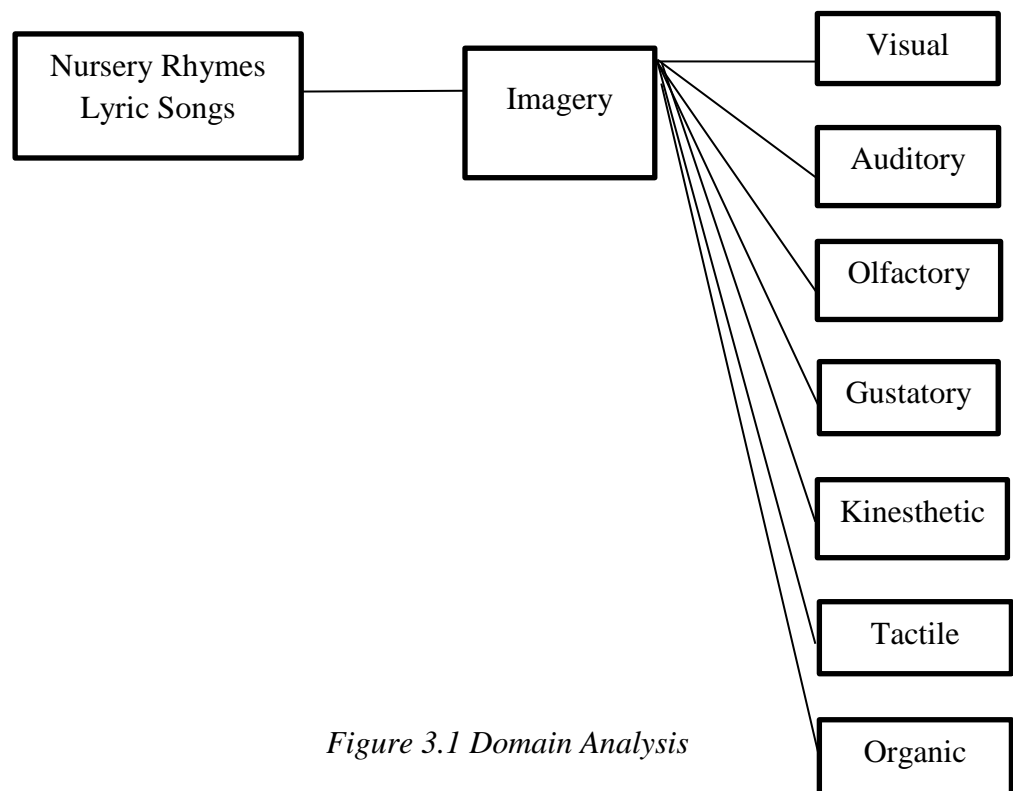 Nursery Rhymes
Lyric Songs
Imagery
Visual
Auditory
Olfactory
Gustatory
Kinesthetic
Tactile
Organic
Figure 3.1 Domain Analysis